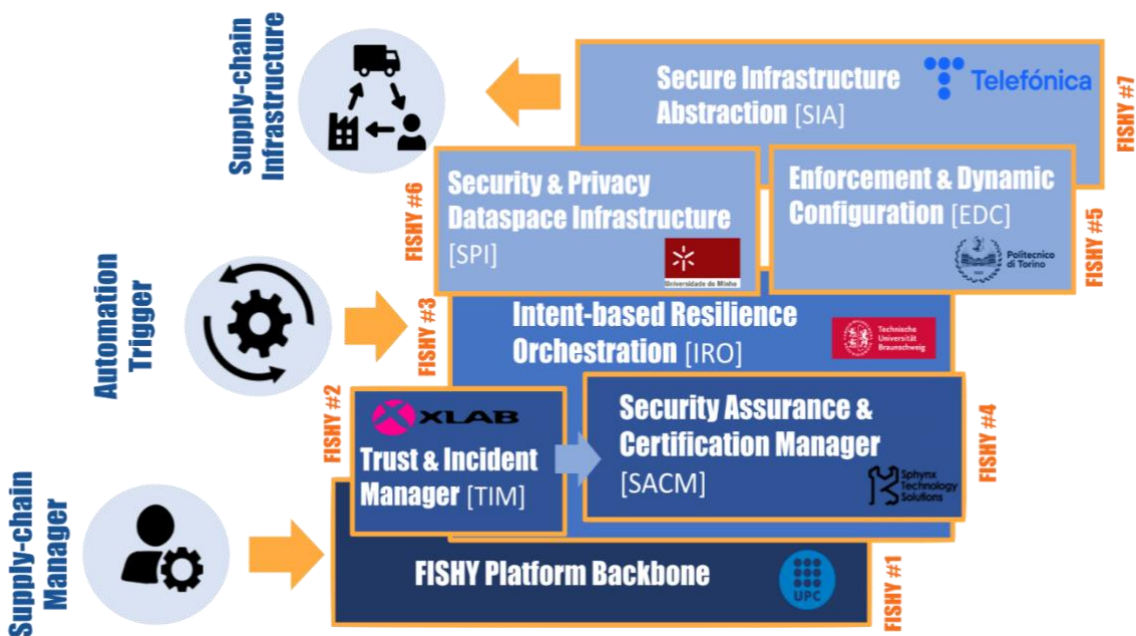 Supply-chain
Infrastructure
Secure Infrastructure
Abstraction [SIA]
Telefónica
FISHY #7
FISHY #6
Security & Privacy
Dataspace Infrastructure
[SPI]
Universidade do Minho
Enforcement & Dynamic
Configuration [EDC]
Politecnico
di Torino
FISHY #5
Automation
Trigger
FISHY #3
Intent-based Resilience
Orchestration [IRO]
Technische
Universität
Braunschweig
FISHY #2
XLAB
Trust & Incident
Manager [TIM]
Security Assurance &
Certification Manager
[SACM]
Sphynx
Technology
Solutions
FISHY #4
Supply-chain
Manager
FISHY Platform Backbone
UPC
FISHY #1